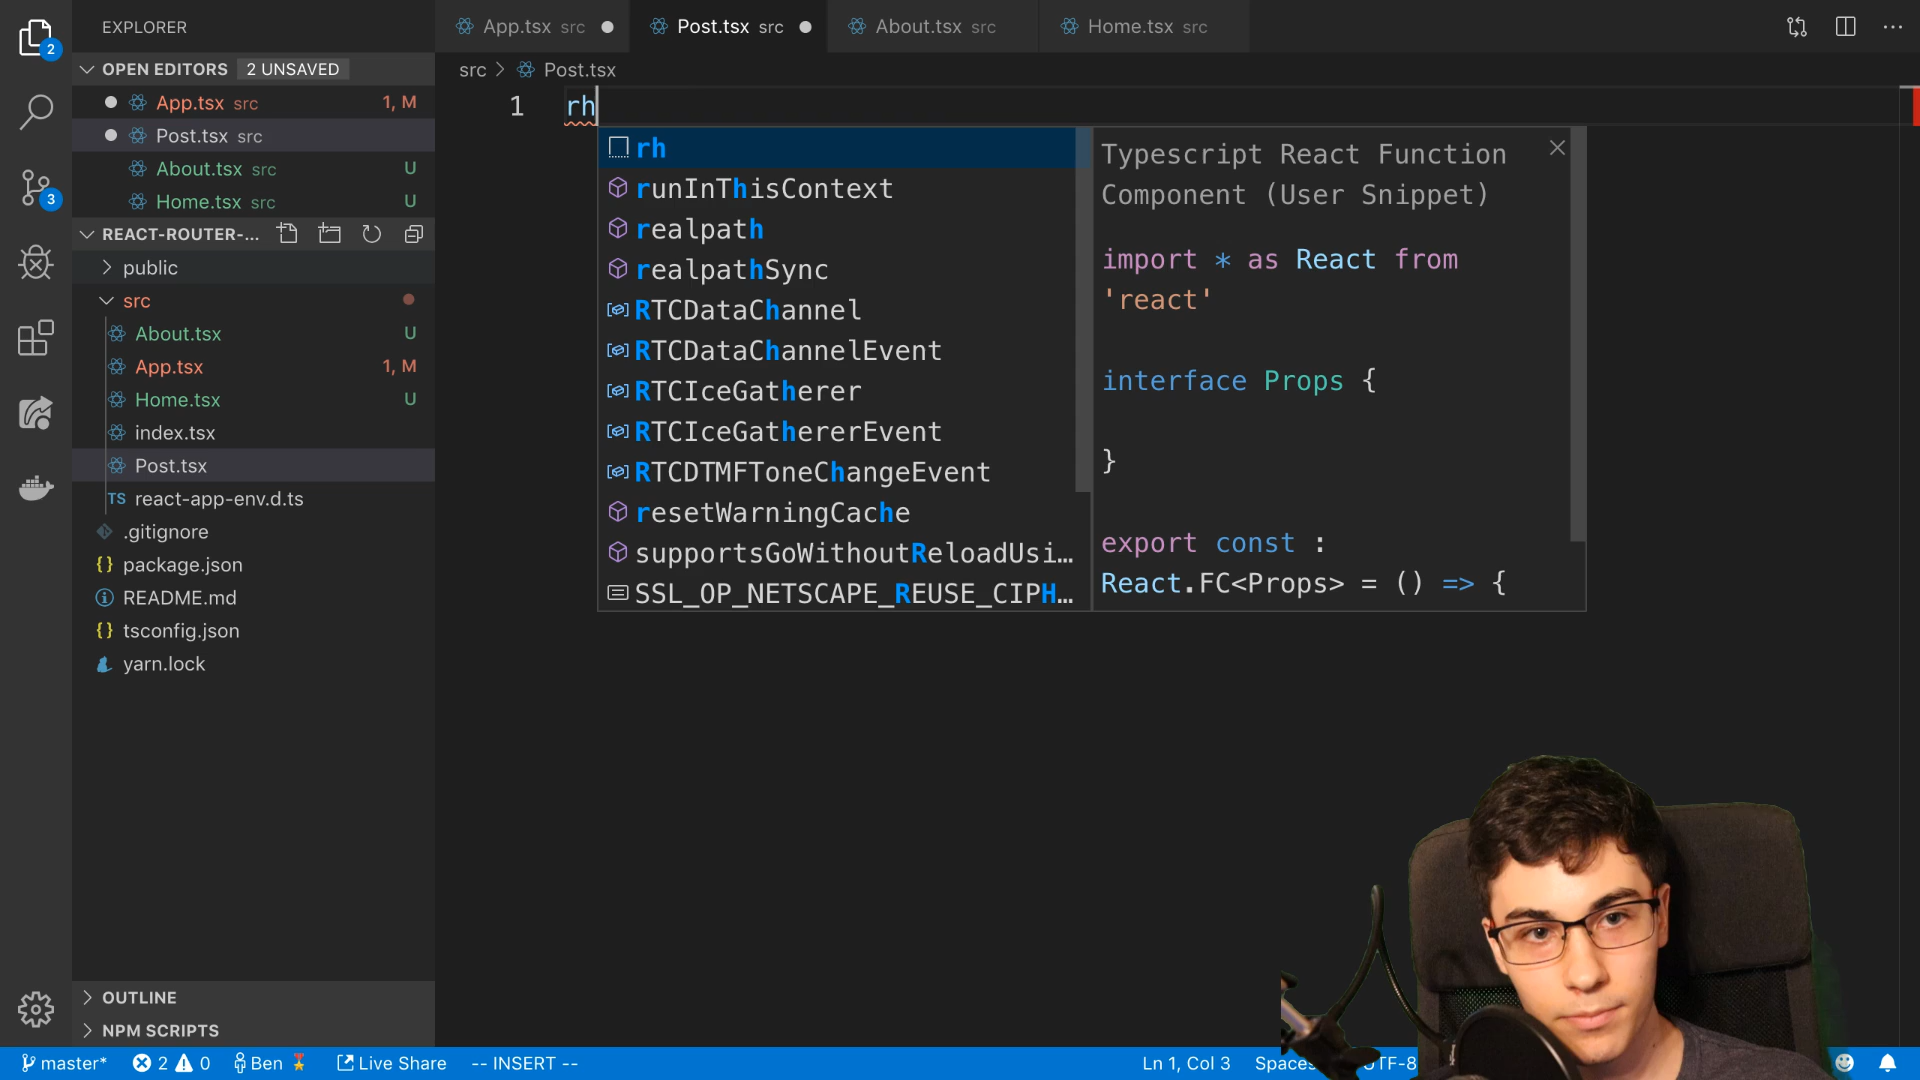 EXPLORER
OPEN EDITORS 2 UNSAVED
App.tsx src 1, M
Post.tsx src
About.tsx src U
Home.tsx src U
REACT-ROUTER-...
public
src
About.tsx U
App.tsx 1, M
Home.tsx U
index.tsx
Post.tsx
TS react-app-env.d.ts
.gitignore
{} package.json
README.md
{} tsconfig.json
yarn.lock
OUTLINE
NPM SCRIPTS
2
3
App.tsx src
Post.tsx src
About.tsx src
Home.tsx src
src > Post.tsx
1 rh
rh
runInThisContext
realpath
realpathSync
RTCDataChannel
RTCDataChannelEvent
RTCIceGatherer
RTCIceGathererEvent
RTCDTMFToneChangeEvent
resetWarningCache
supportsGoWithoutReloadUsi...
SSL_OP_NETSCAPE_REUSE_CIPH...
Typescript React Function
Component (User Snippet)
import * as React from
'react'
interface Props {
}
export const :
React.FC<Props> = () => {
master* 2 0 Ben Live Share -- INSERT -- Ln 1, Col 3 Spaces UTF-8